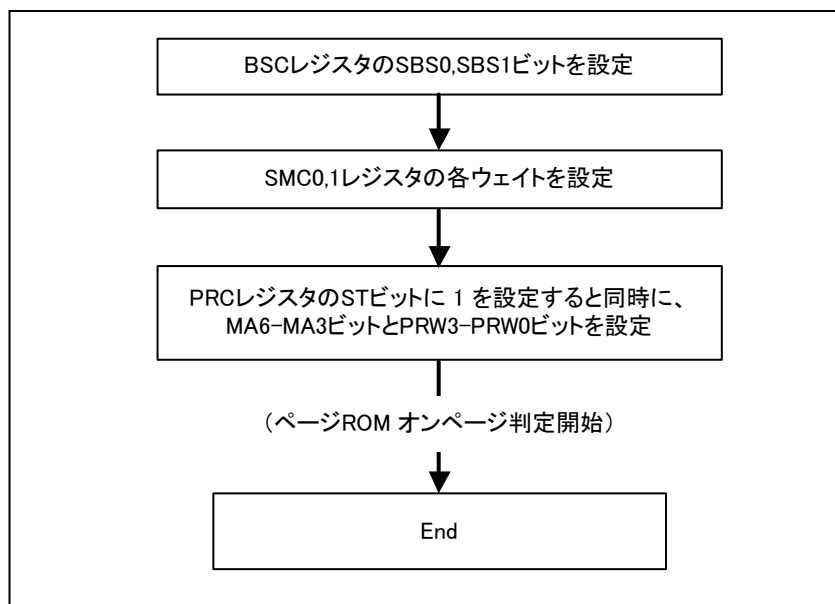 BSCレジスタのSBS0,SBS1ビットを設定
SMC0,1レジスタの各ウェイトを設定
PRCレジスタのSTビットに 1 を設定すると同時に、
MA6-MA3ビットとPRW3-PRW0ビットを設定
（ページROM オンページ判定開始）
End